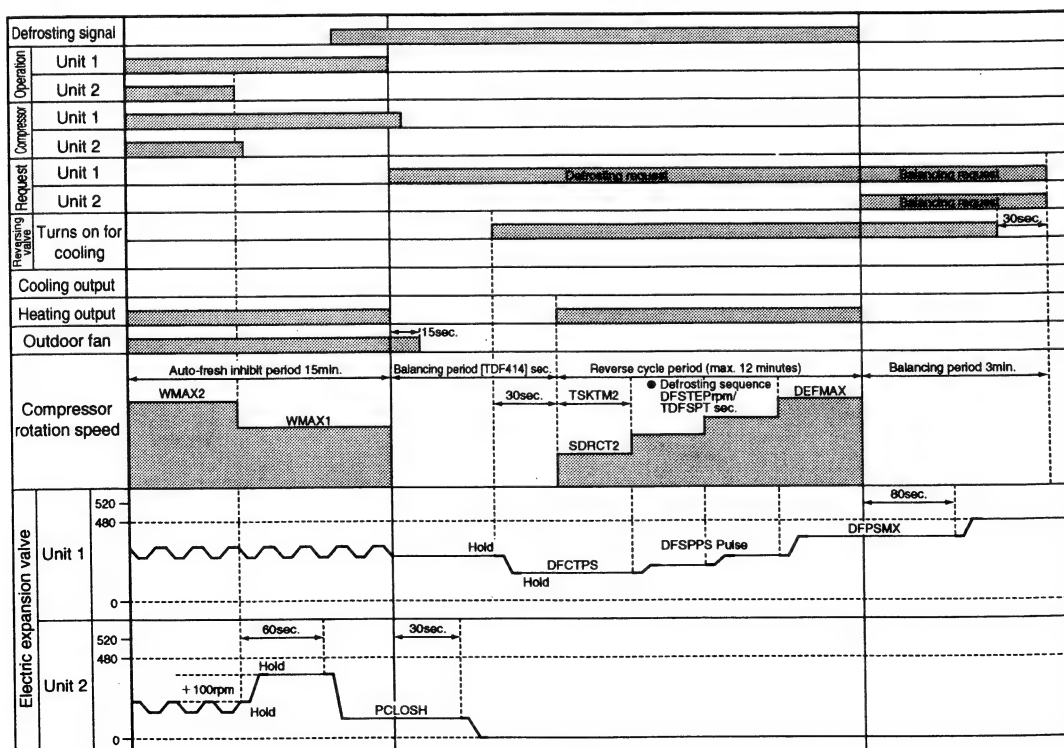 Defrosting signal
Operation
Unit 1
Unit 2
Compressor
Unit 1
Unit 2
Request
Unit 1
Defrosting request
Balancing request
Unit 2
Balancing request
Reversing valve
Turns on for cooling
30sec.
Cooling output
Heating output
Outdoor fan
15sec.
Compressor rotation speed
Auto-fresh inhibit period 15min.
Balancing period [TDF414] sec.
Reverse cycle period (max. 12 minutes)
Balancing period 3min.
WMAX2
WMAX1
30sec.
TSKTM2
● Defrosting sequence
DFSTEPrpm/
TDFSPT sec.
DEFMAX
SDRCT2
Electric expansion valve
Unit 1
520
480
0
Hold
DFCTPS
Hold
DFSPPS Pulse
DFPSMX
80sec.
Unit 2
520
480
0
60sec.
30sec.
Hold
+100rpm
Hold
PCLOSH